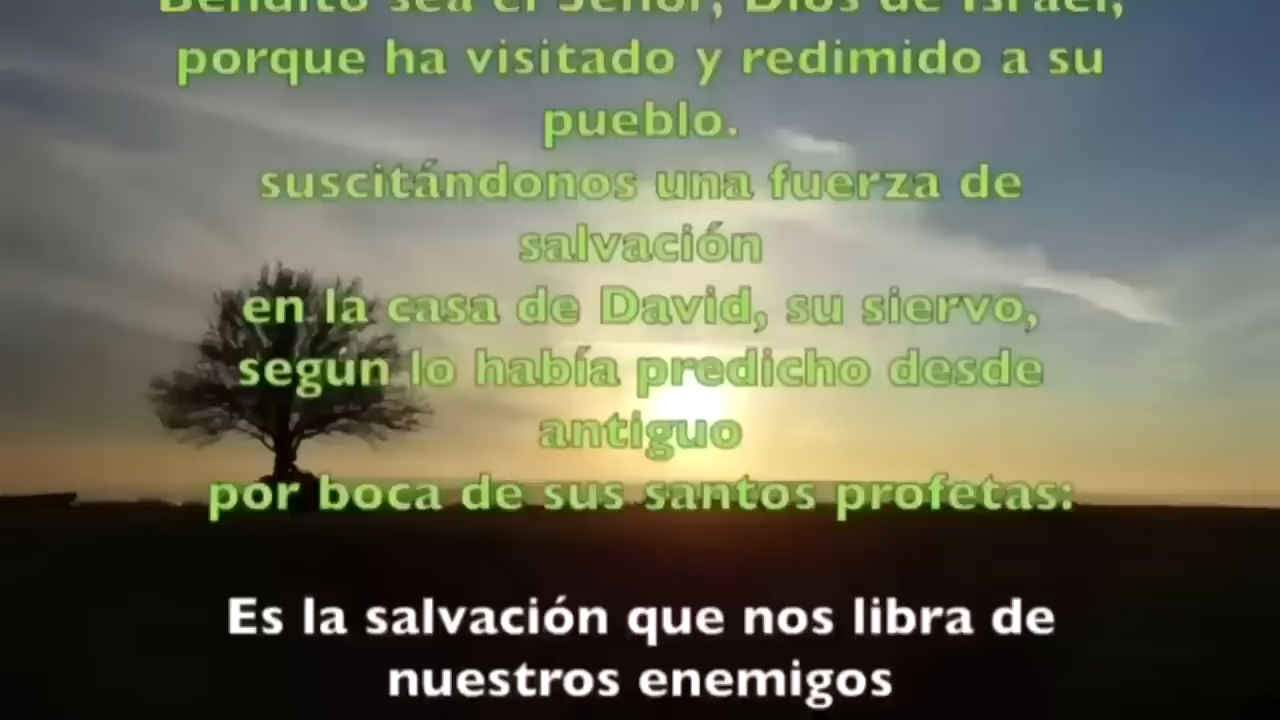 Bendito sea el Señor, Dios de Israel,
porque ha visitado y redimido a su
pueblo.
suscitándonos una fuerza de
salvación
en la casa de David, su siervo,
según lo había predicho desde
antiguo
por boca de sus santos profetas:
Es la salvación que nos libra de
nuestros enemigos